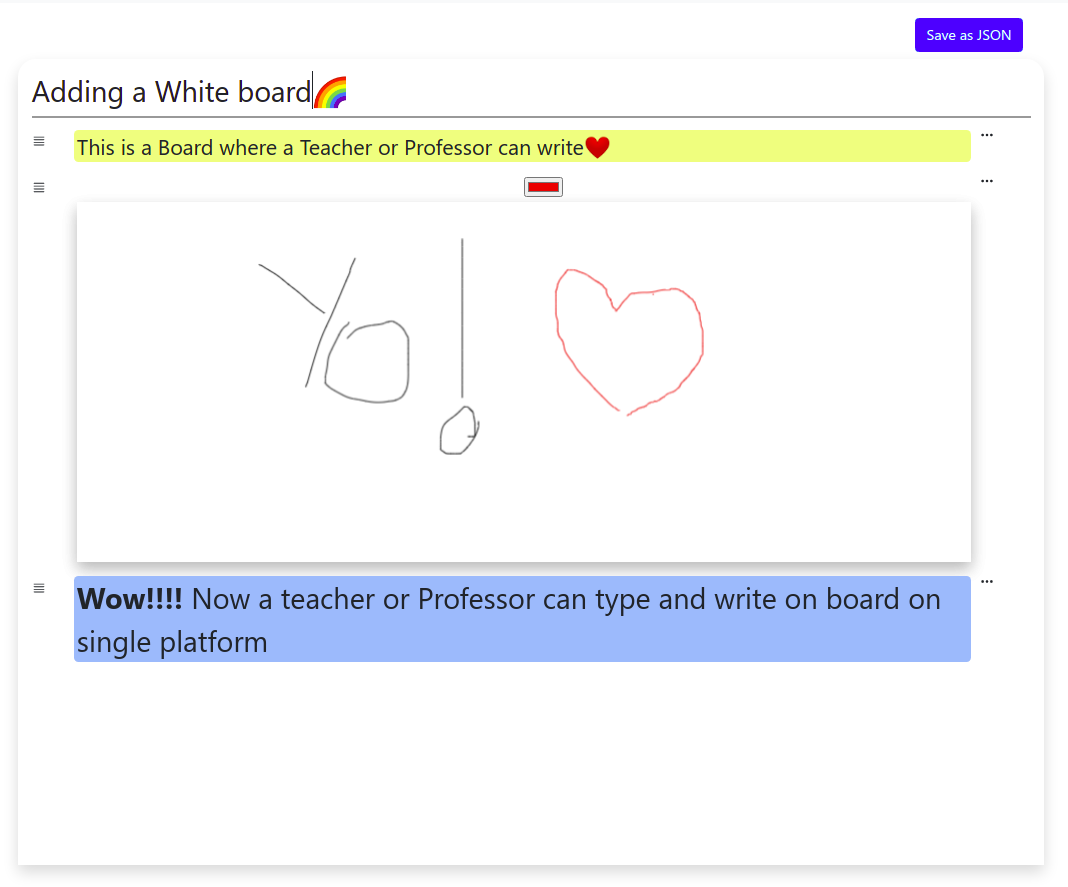 Save as JSON
Adding a White board🌈
This is a Board where a Teacher or Professor can write❤️
Yo!
Wow!!!! Now a teacher or Professor can type and write on board on
single platform